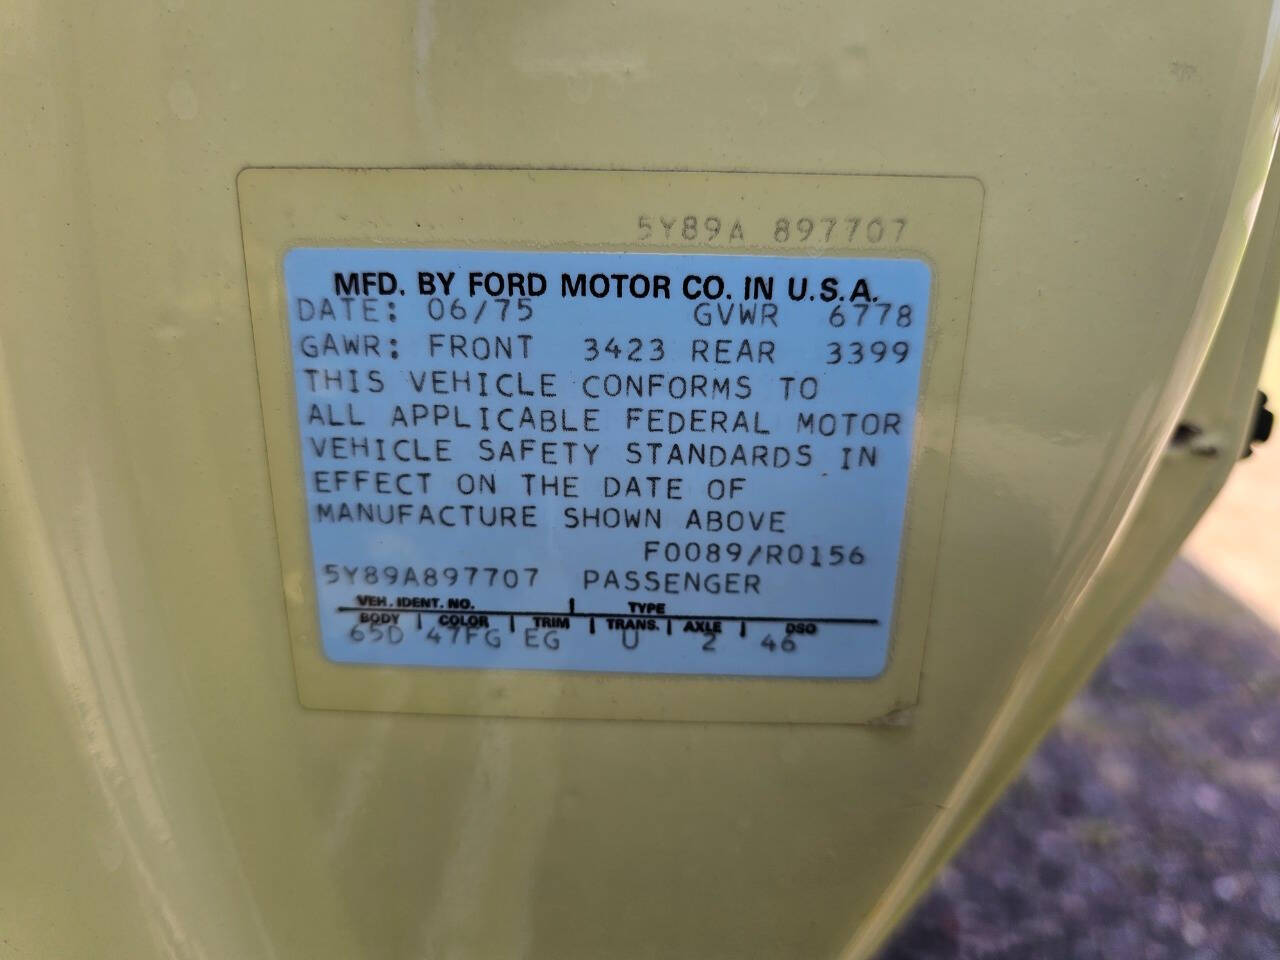 5Y89A 897707
MFD. BY FORD MOTOR CO. IN U.S.A.
DATE: 06/75 GVWR 6778
GAWR: FRONT 3423 REAR 3399
THIS VEHICLE CONFORMS TO
ALL APPLICABLE FEDERAL MOTOR
VEHICLE SAFETY STANDARDS IN
EFFECT ON THE DATE OF
MANUFACTURE SHOWN ABOVE
F0089/R0156
5Y89A897707 PASSENGER
VEH. IDENT. NO. TYPE
BODY COLOR TRIM TRANS. AXLE DSO
65D 47FG EG U 2 46